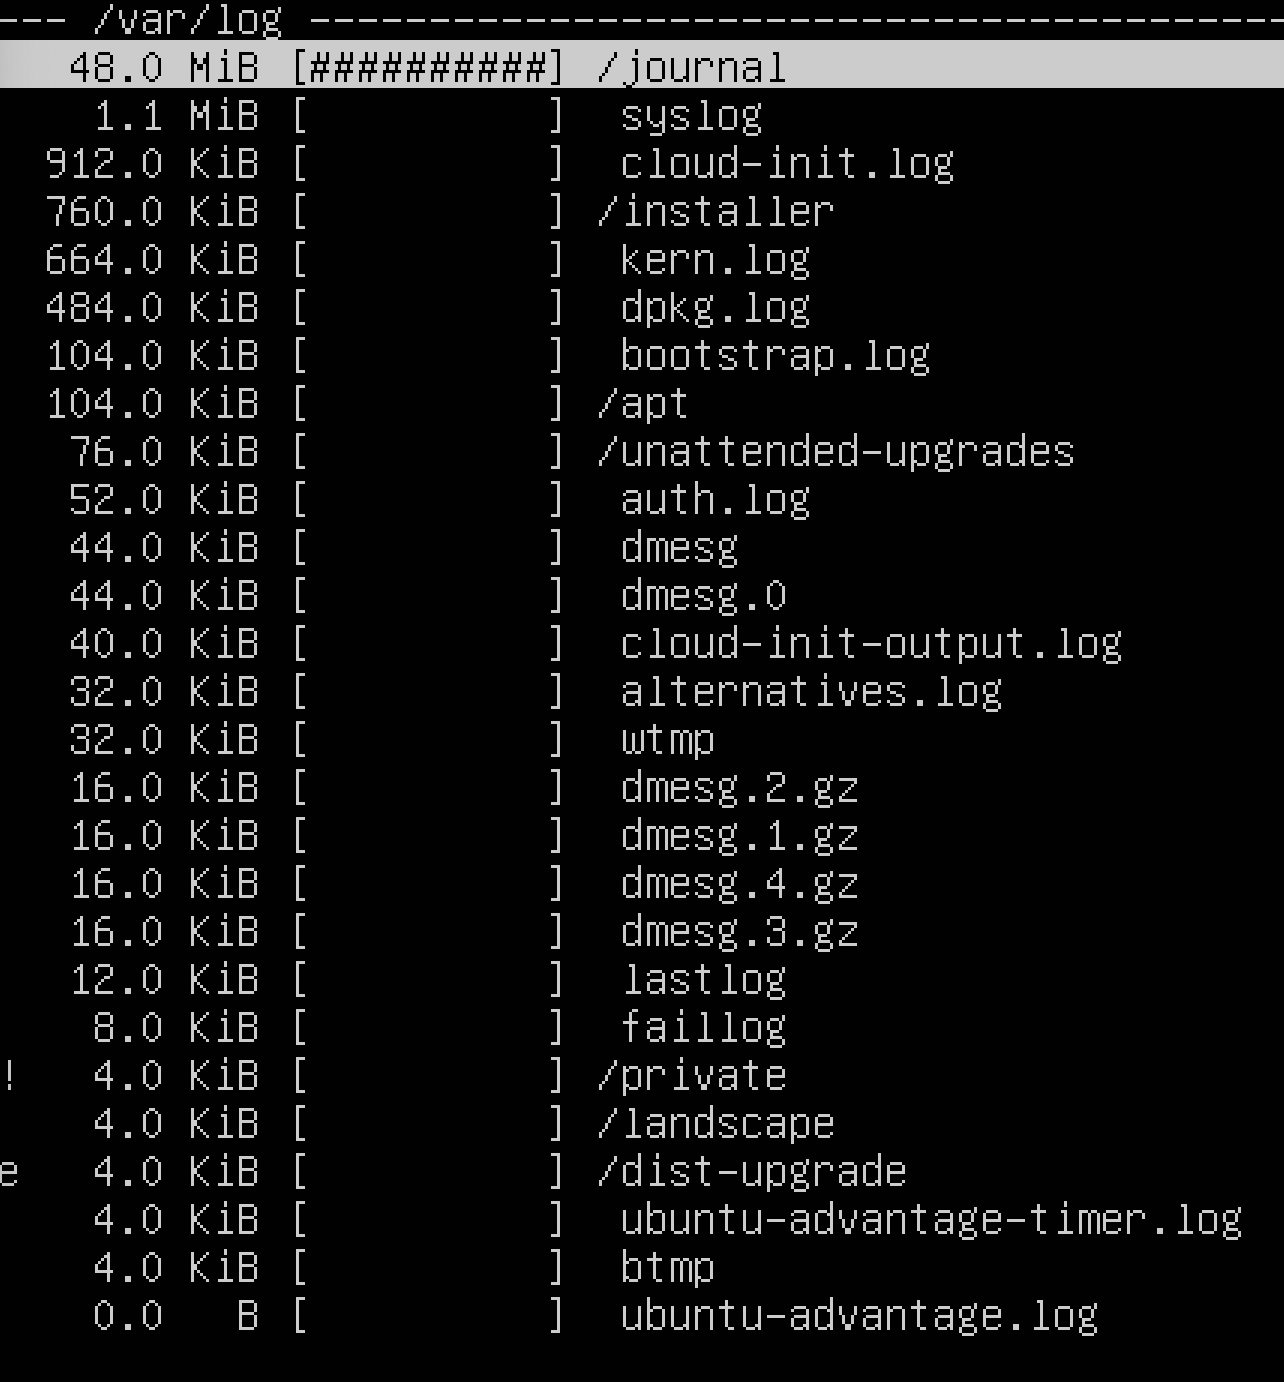 --- /var/log -----------------------------------------
48.0 MiB [##########] /journal
1.1 MiB [          ]  syslog
912.0 KiB [          ]  cloud-init.log
760.0 KiB [          ] /installer
664.0 KiB [          ]  kern.log
484.0 KiB [          ]  dpkg.log
104.0 KiB [          ]  bootstrap.log
104.0 KiB [          ] /apt
76.0 KiB [          ] /unattended-upgrades
52.0 KiB [          ]  auth.log
44.0 KiB [          ]  dmesg
44.0 KiB [          ]  dmesg.0
40.0 KiB [          ]  cloud-init-output.log
32.0 KiB [          ]  alternatives.log
32.0 KiB [          ]  wtmp
16.0 KiB [          ]  dmesg.2.gz
16.0 KiB [          ]  dmesg.1.gz
16.0 KiB [          ]  dmesg.4.gz
16.0 KiB [          ]  dmesg.3.gz
12.0 KiB [          ]  lastlog
8.0 KiB [          ]  faillog
!   4.0 KiB [          ] /private
4.0 KiB [          ] /landscape
e   4.0 KiB [          ] /dist-upgrade
4.0 KiB [          ]  ubuntu-advantage-timer.log
4.0 KiB [          ]  btmp
0.0   B [          ]  ubuntu-advantage.log